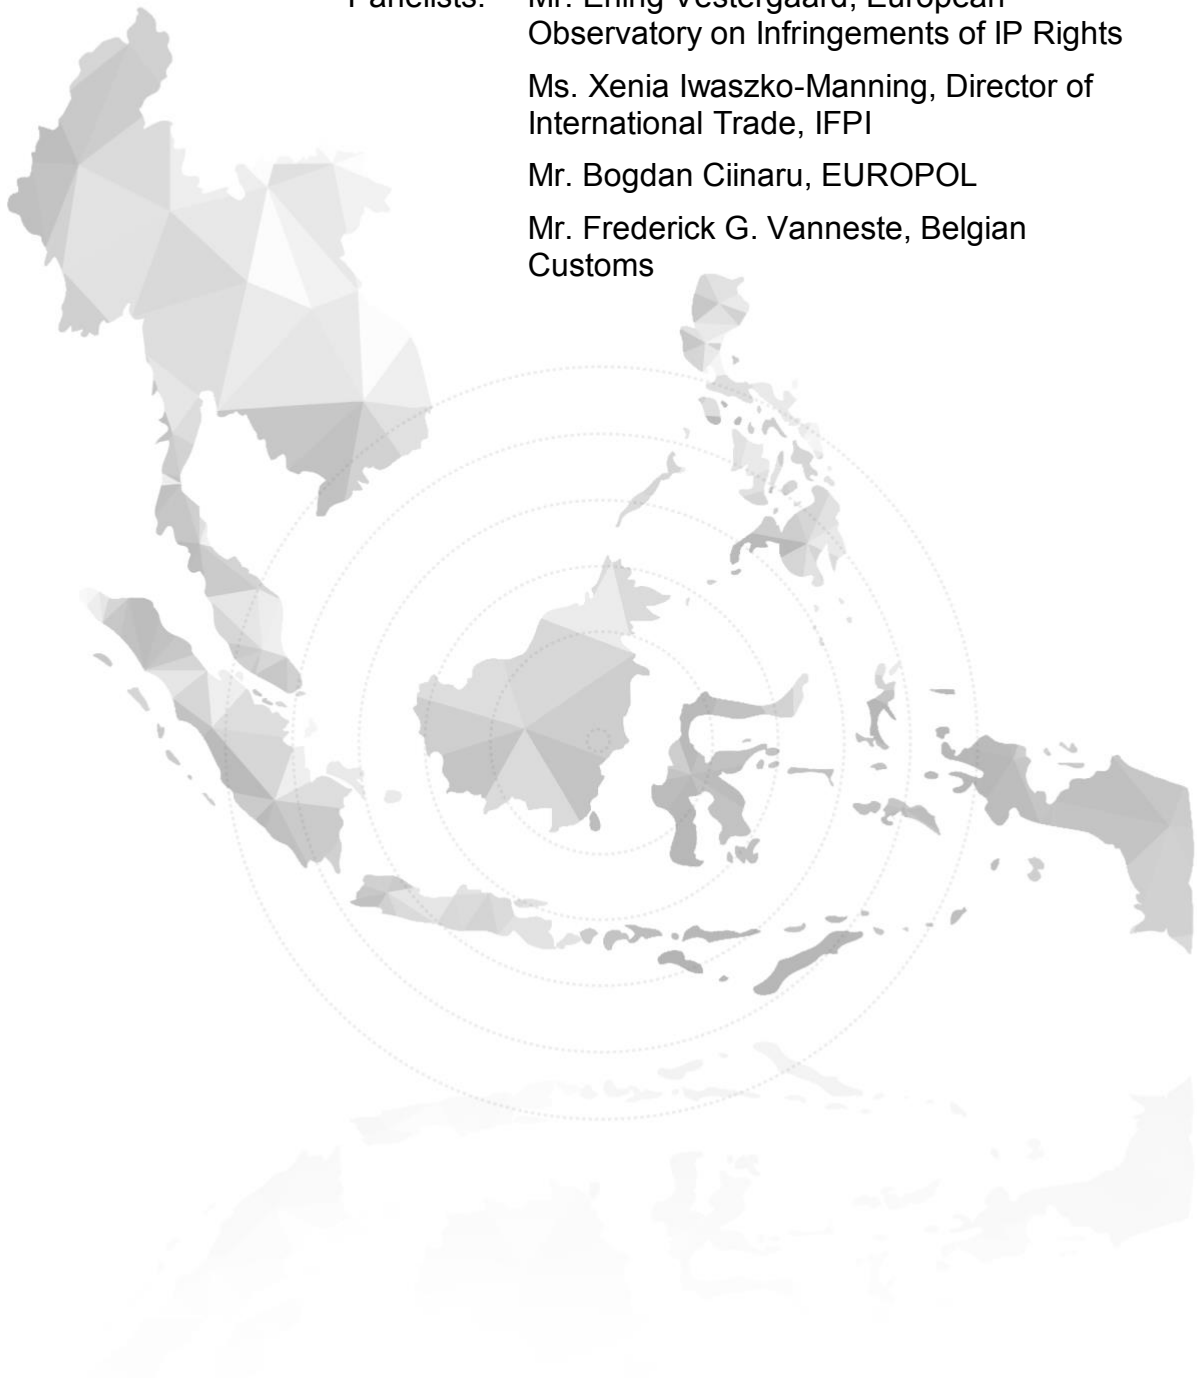 Panelists: Mr. Erling Vestergaard, European
Observatory on Infringements of IP Rights
Ms. Xenia Iwaszko-Manning, Director of
International Trade, IFPI
Mr. Bogdan Ciinaru, EUROPOL
Mr. Frederick G. Vanneste, Belgian
Customs